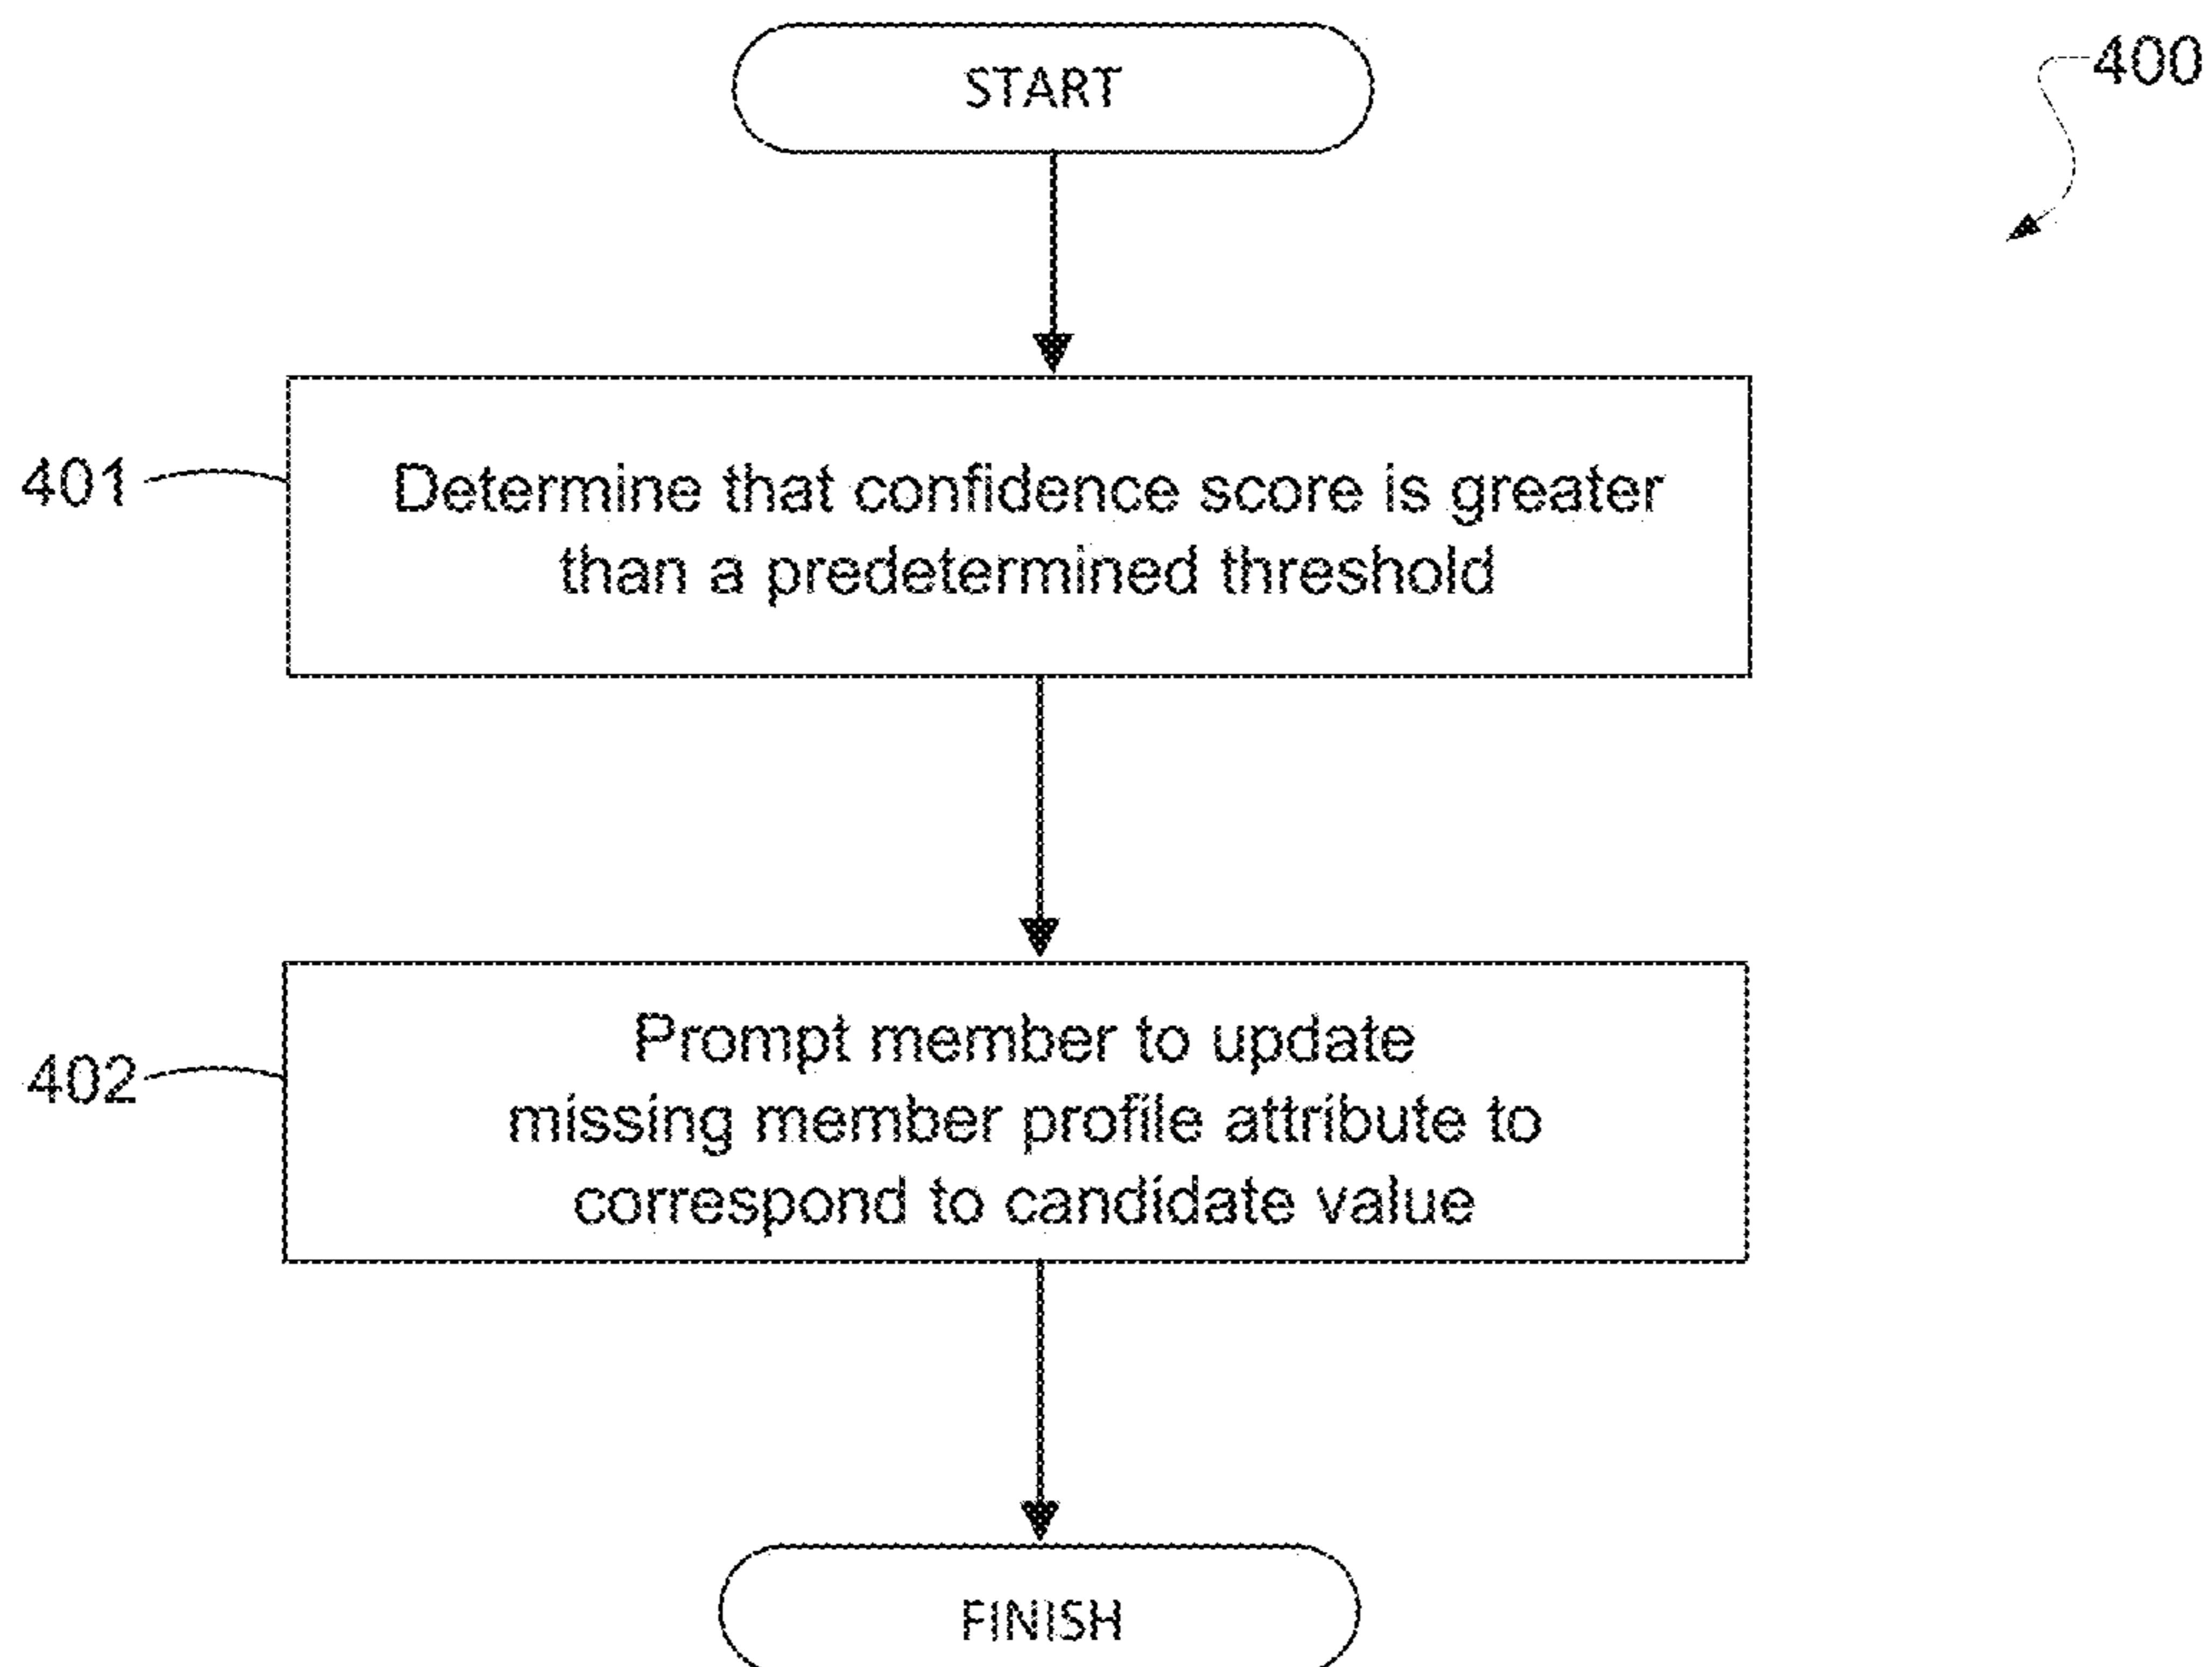 START
400
401
Determine that confidence score is greater
than a predetermined threshold
402
Prompt member to update
missing member profile attribute to
correspond to candidate value
FINISH